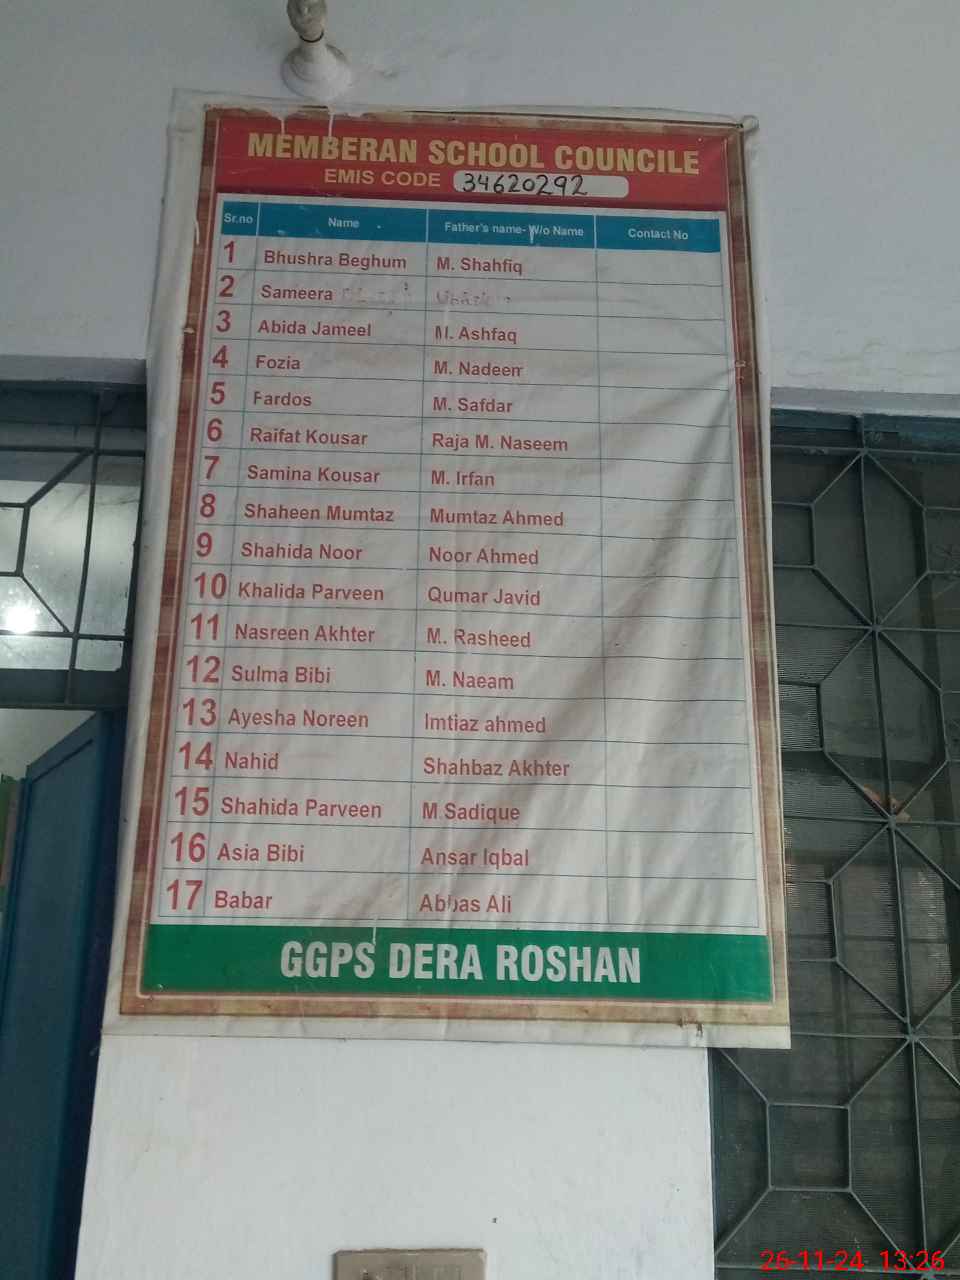 MEMBERAN SCHOOL COUNCILE
EMIS CODE 34620292
Sr.no Name Father's name- W/o Name Contact No
1 Bhushra Beghum M. Shahfiq
2 Sameera
3 Abida Jameel M. Ashfaq
4 Fozia M. Nadeem
5 Fardos M. Safdar
6 Raifat Kousar Raja M. Naseem
7 Samina Kousar M. Irfan
8 Shaheen Mumtaz Mumtaz Ahmed
9 Shahida Noor Noor Ahmed
10 Khalida Parveen Qumar Javid
11 Nasreen Akhter M. Rasheed
12 Sulma Bibi M. Naeam
13 Ayesha Noreen Imtiaz ahmed
14 Nahid Shahbaz Akhter
15 Shahida Parveen M Sadique
16 Asia Bibi Ansar Iqbal
17 Babar Abbas Ali
GGPS DERA ROSHAN
26-11-24 13:26